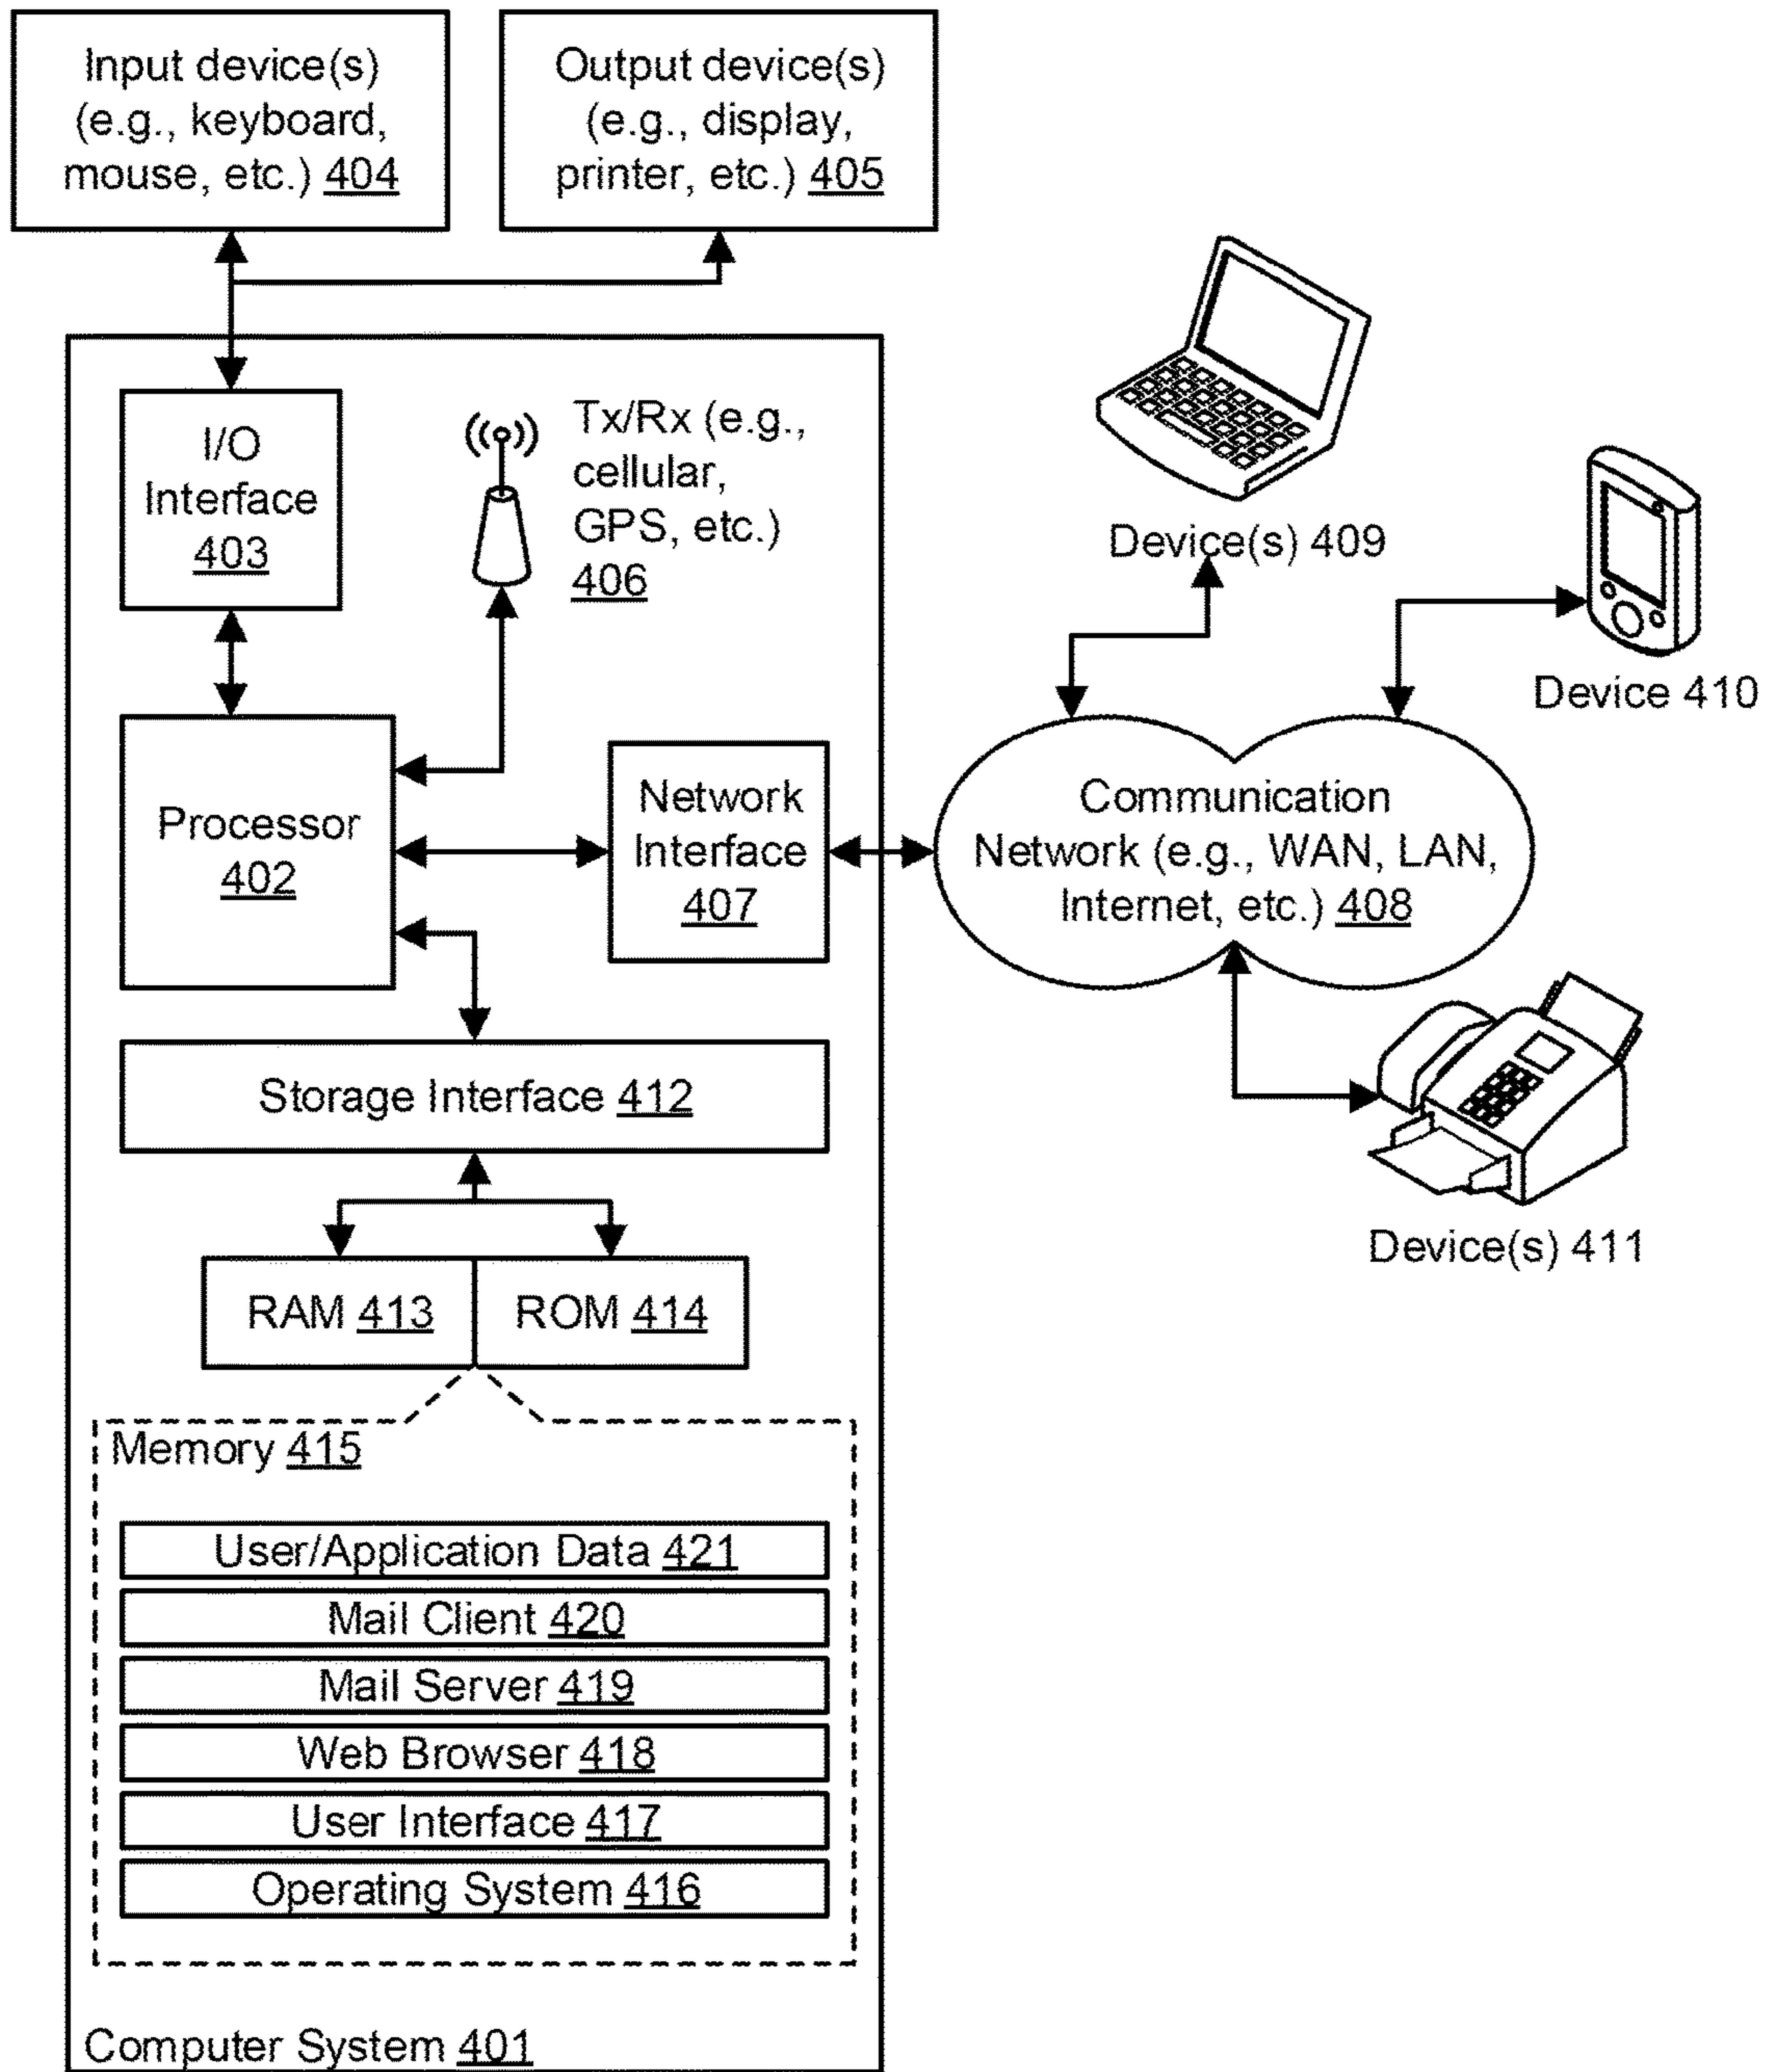 Input device(s)
(e.g., keyboard,
mouse, etc.) 404
Output device(s)
(e.g., display,
printer, etc.) 405
I/O
Interface
403
Tx/Rx (e.g.,
cellular,
GPS, etc.)
406
Device(s) 409
Device 410
Processor
402
Network
Interface
407
Communication
Network (e.g., WAN, LAN,
Internet, etc.) 408
Storage Interface 412
Device(s) 411
RAM 413
ROM 414
Memory 415
User/Application Data 421
Mail Client 420
Mail Server 419
Web Browser 418
User Interface 417
Operating System 416
Computer System 401